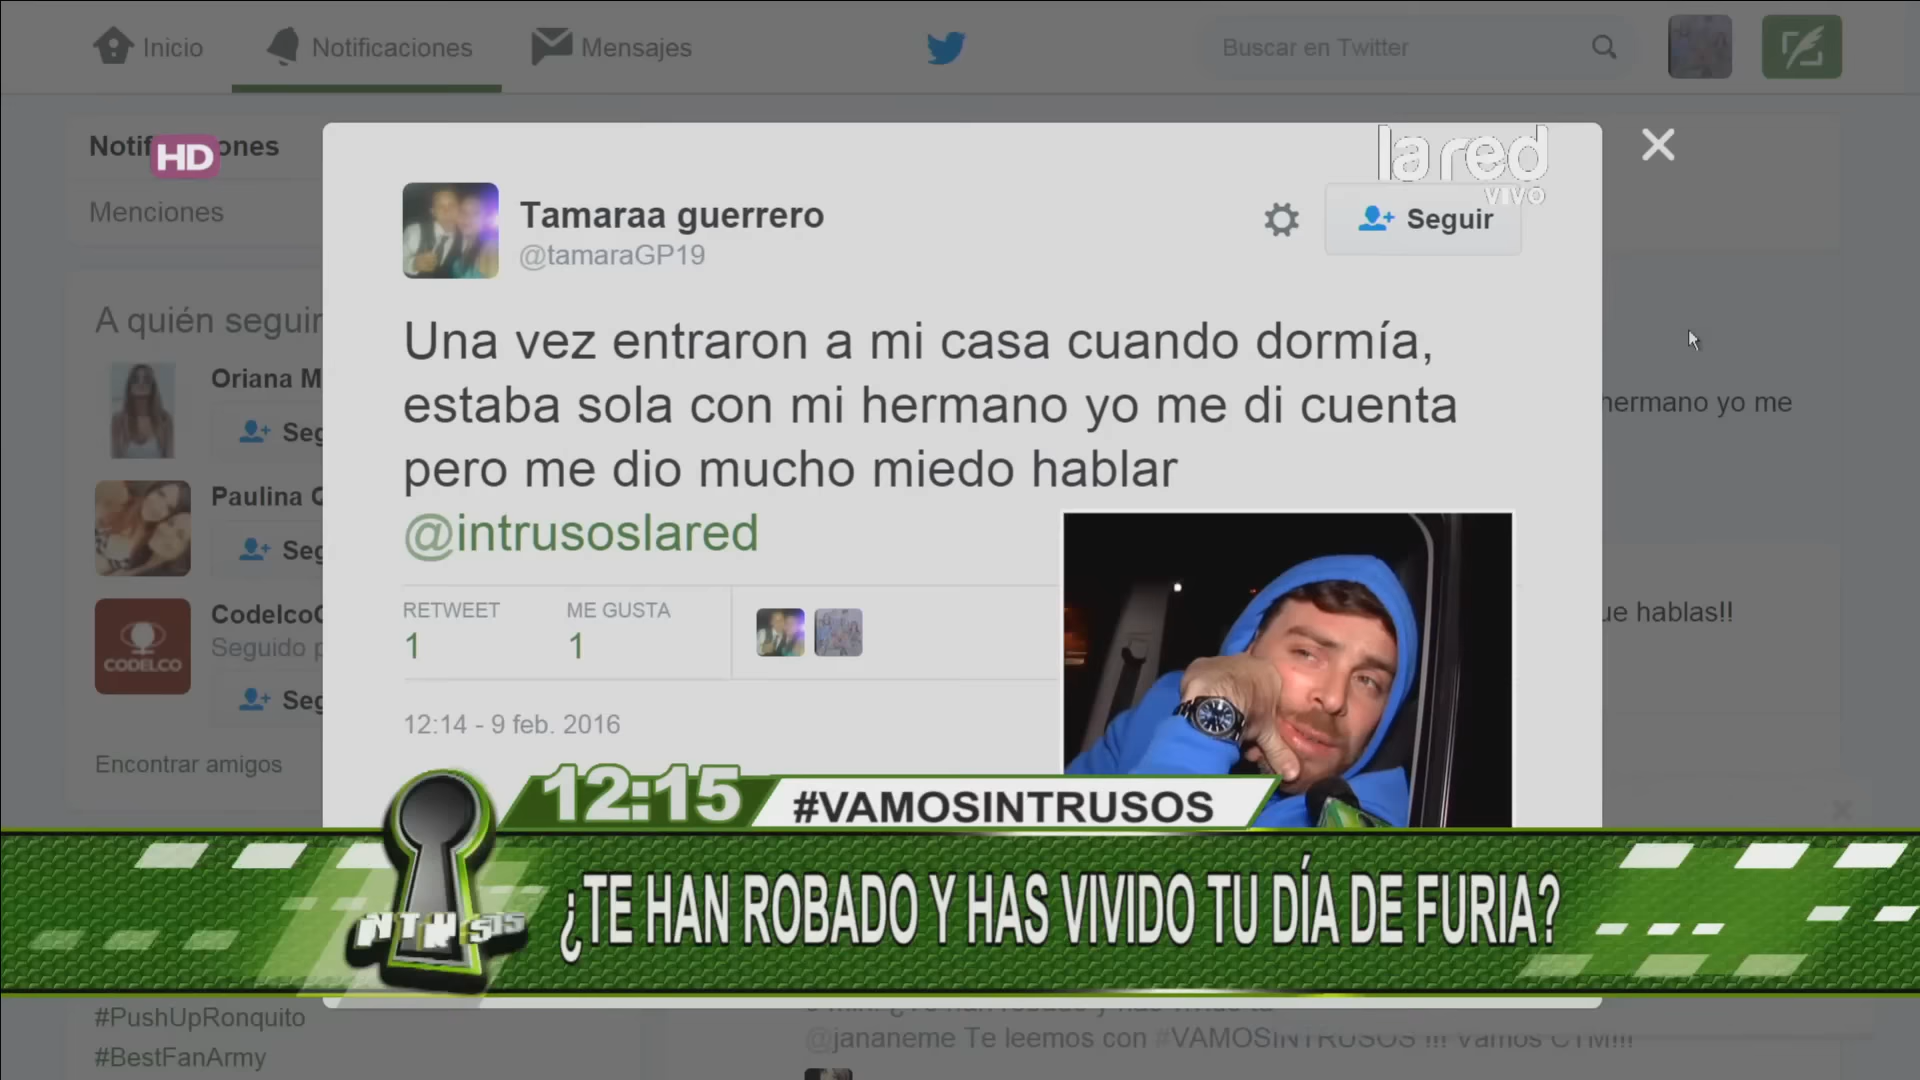 Inicio
Notificaciones
Mensajes
Buscar en Twitter
HD
Menciones
la red
VIVO
Tamaraa guerrero
@tamaraGP19
Seguir
Una vez entraron a mi casa cuando dormía,
estaba sola con mi hermano yo me di cuenta
pero me dio mucho miedo hablar
@intrusoslared
RETWEET
1
ME GUSTA
1
12:14 - 9 feb. 2016
A quién seguir
Oriana M
Seg
Paulina
Seg
CODELCO
Codelco
Seguido p
Seg
Encontrar amigos
hermano yo me
ue hablas!!
12:15
#VAMOSINTRUSOS
¿TE HAN ROBADO Y HAS VIVIDO TU DÍA DE FURIA?
#PushUpRonquito
#BestFanArmy
@jananeme Te leemos con #VAMOSINTRUSOS !!! Vamos CTM!!!